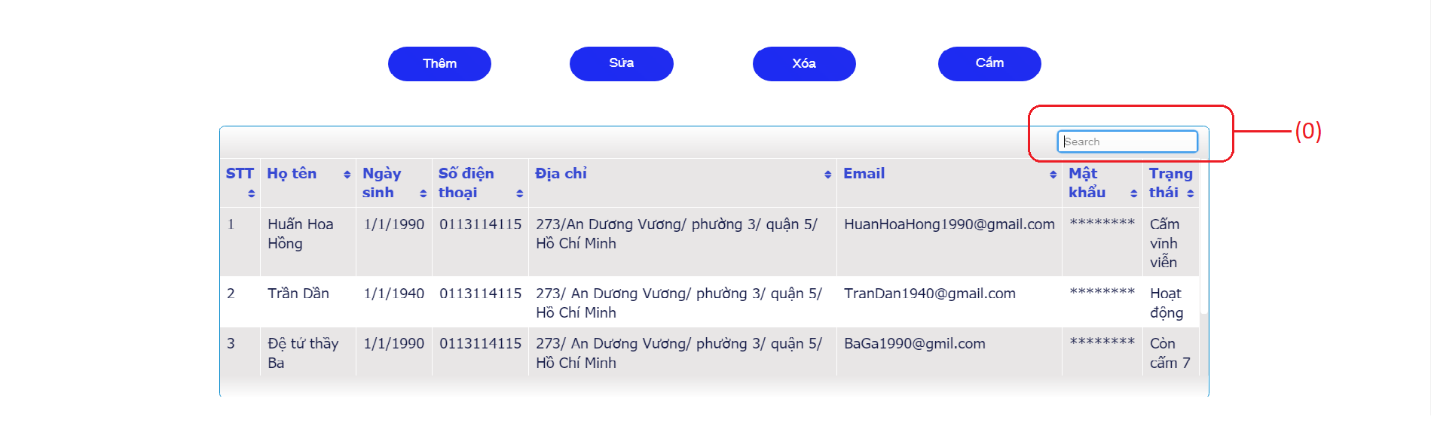 Thêm Sửa Xóa Cấm
Search (0)
STT Họ tên Ngày sinh Số điện thoại Địa chỉ Email Mật khẩu Trạng thái
1 Huấn Hoa Hồng 1/1/1990 0113114115 273/An Dương Vương/ phường 3/ quận 5/ Hồ Chí Minh HuanHoaHong1990@gmail.com ******** Cấm vĩnh viễn
2 Trần Dần 1/1/1940 0113114115 273/ An Dương Vương/ phường 3/ quận 5/ Hồ Chí Minh TranDan1940@gmail.com ******** Hoạt động
3 Đệ tứ thầy Ba 1/1/1990 0113114115 273/ An Dương Vương/ phường 3/ quận 5/ Hồ Chí Minh BaGa1990@gmil.com ******** Còn cấm 7